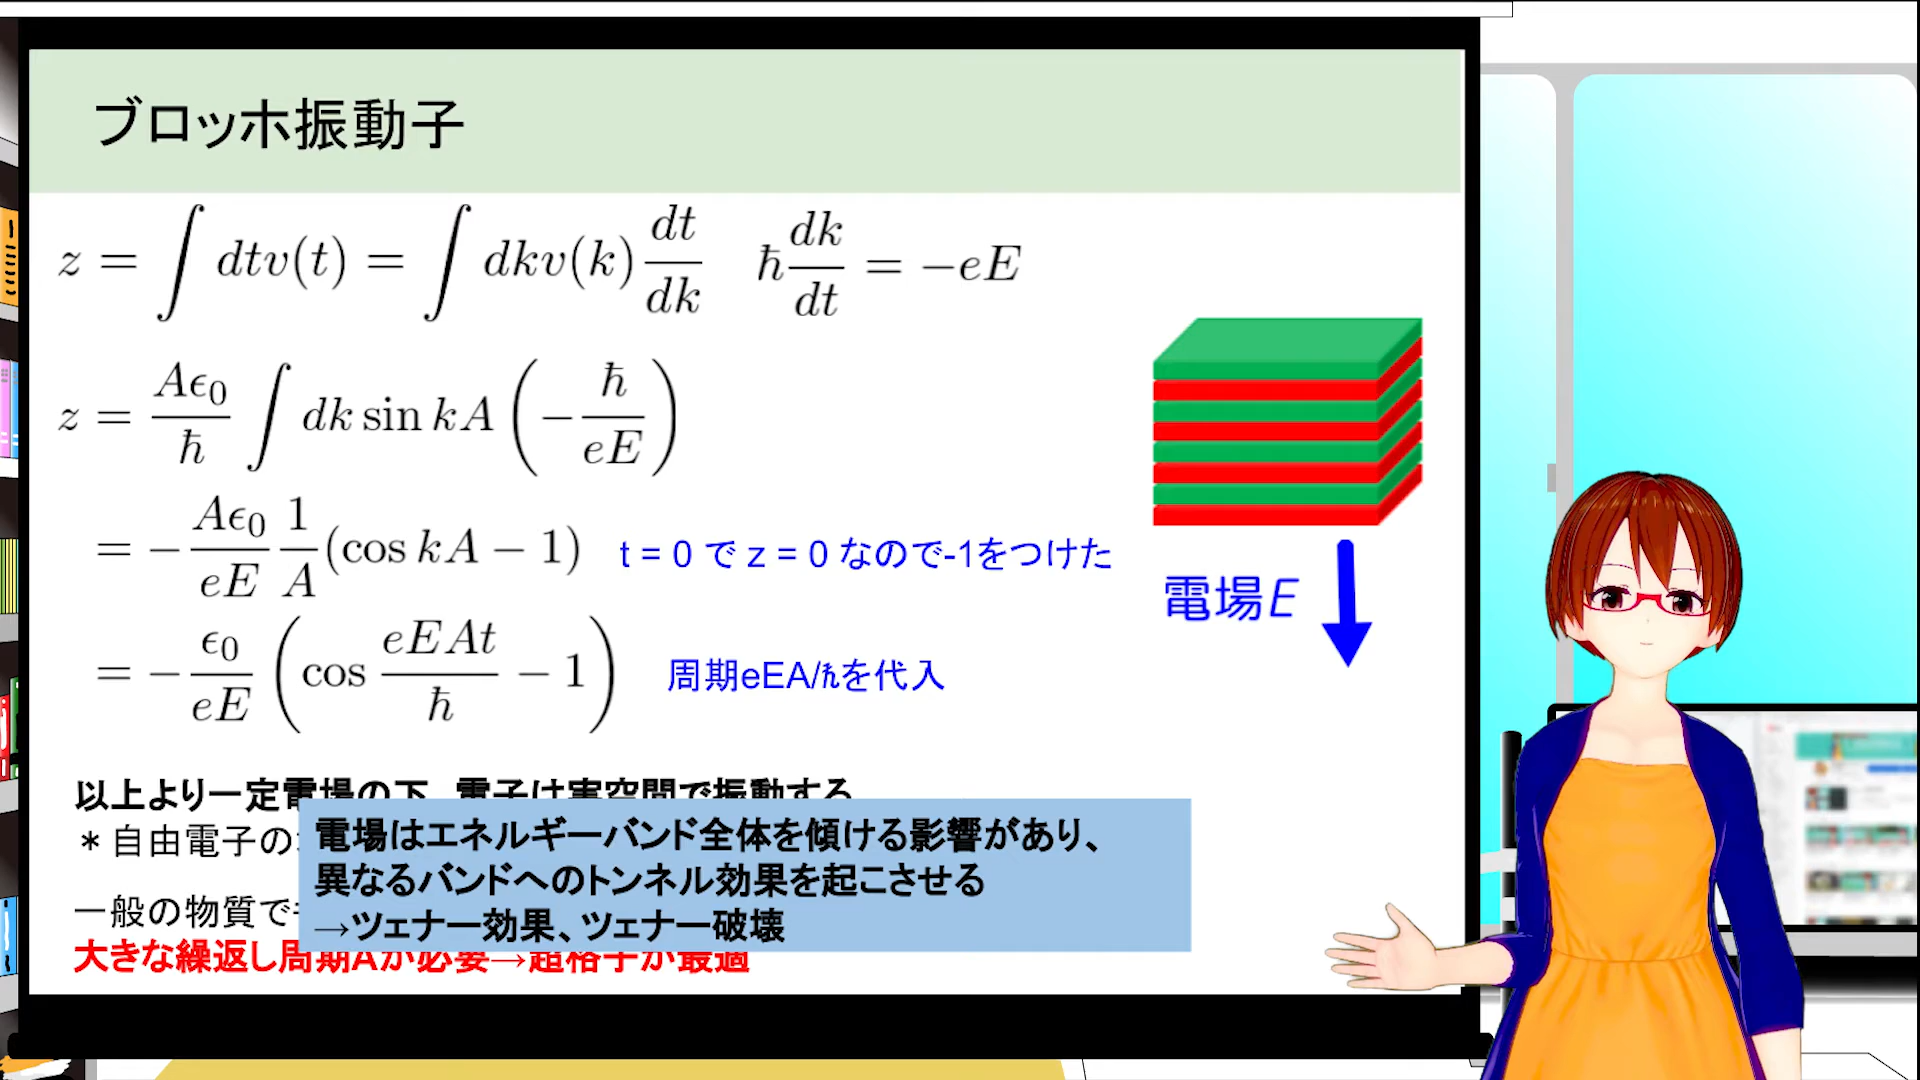 ブロッホ振動子
z = ∫ dtv(t) = ∫ dkv(k) dt/dk　ℏ dk/dt = −eE
z = Aϵ₀/ℏ ∫ dk sin kA (−ℏ/eE)
= −Aϵ₀/eE 1/A (cos kA − 1)　t = 0 で z = 0 なので-1をつけた
電場E
= −ϵ₀/eE (cos eEAt/ℏ − 1)　周期eEA/ℏを代入
以上より一定電場の下、電子は実空間で振動する
＊自由電子の
電場はエネルギーバンド全体を傾ける影響があり、
異なるバンドへのトンネル効果を起こさせる
→ツェナー効果、ツェナー破壊
一般の物質で
大きな繰返し周期Aが必要→超格子が最適